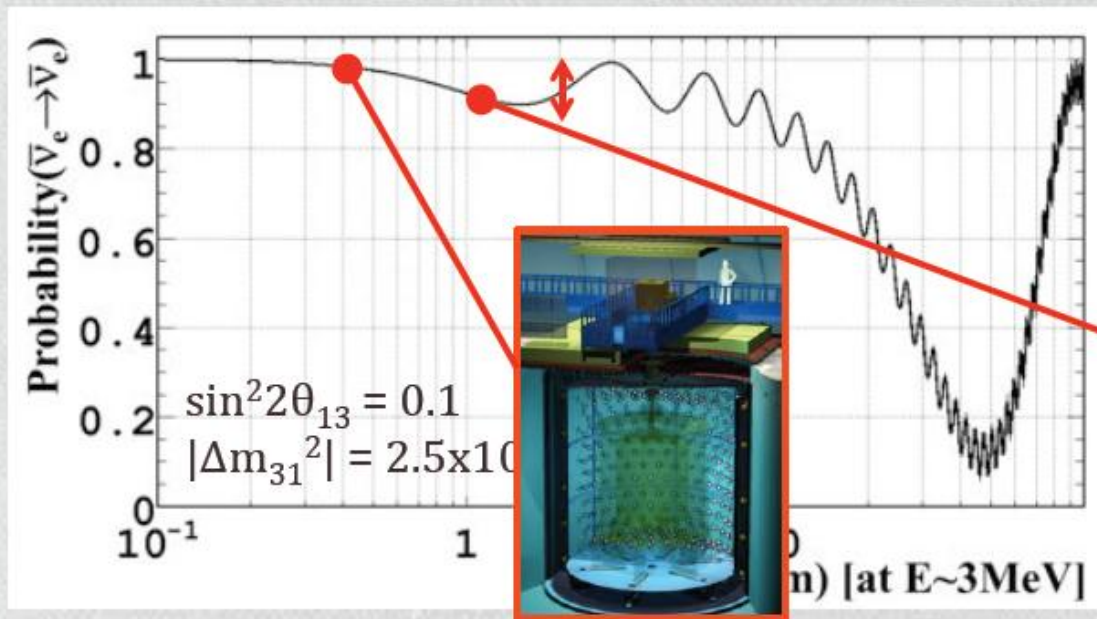 Probability(ν̄e→ν̄e)
1
0.8
0.6
0.4
0.2
0
sin²2θ₁₃ = 0.1
|Δm₃₁²| = 2.5x10
10⁻¹
1
0
m) [at E~3MeV]